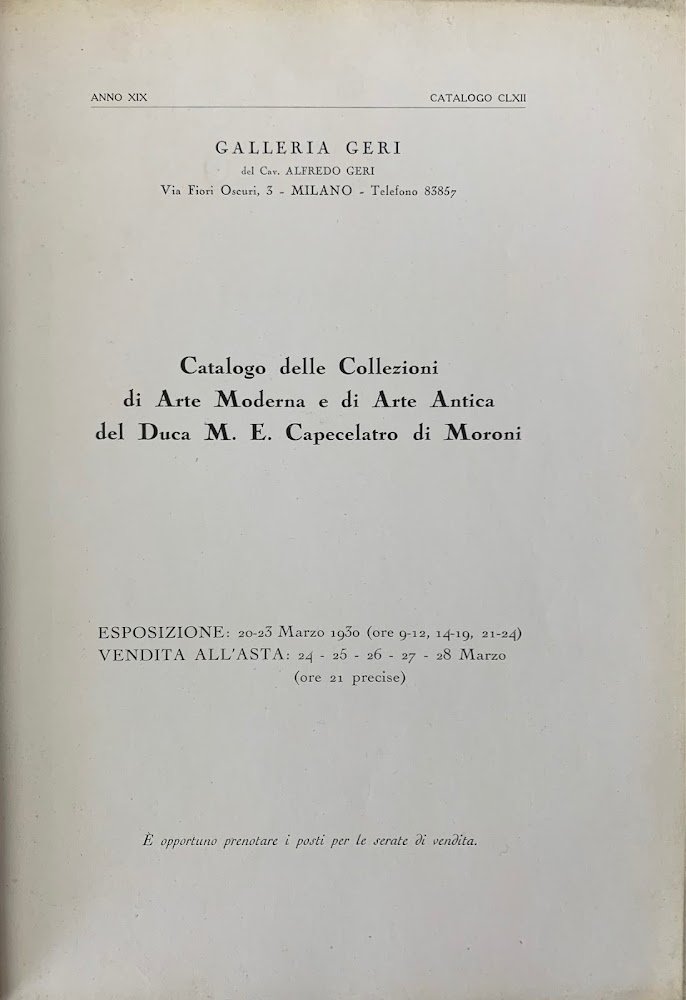 ANNO XIX
CATALOGO CLXII
GALLERIA GERI
del Cav. ALFREDO GERI
Via Fiori Oscuri, 3 - MILANO - Telefono 83857
Catalogo delle Collezioni
di Arte Moderna e di Arte Antica
del Duca M. E. Capecelatro di Moroni
ESPOSIZIONE: 20-23 Marzo 1930 (ore 9-12, 14-19, 21-24)
VENDITA ALL'ASTA: 24 - 25 - 26 - 27 - 28 Marzo
(ore 21 precise)
È opportuno prenotare i posti per le serate di vendita.